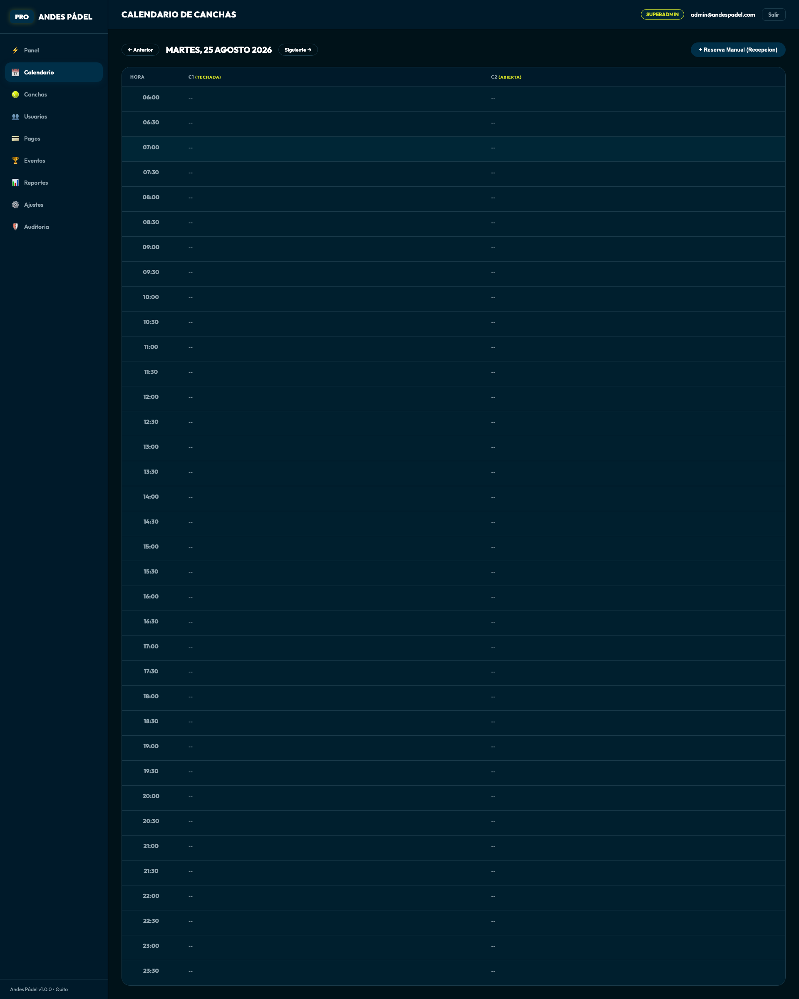 PRO ANDES PÁDEL
CALENDARIO DE CANCHAS
SUPERADMIN admin@andespadel.com Salir
⚡ Panel
Calendario
Canchas
Usuarios
Pagos
Eventos
Reportes
Ajustes
Auditoria
← Anterior MARTES, 25 AGOSTO 2026 Siguiente → + Reserva Manual (Recepcion)
HORA C1 (TECHADA) C2 (ABIERTA)
06:00 -- --
06:30 -- --
07:00 -- --
07:30 -- --
08:00 -- --
08:30 -- --
09:00 -- --
09:30 -- --
10:00 -- --
10:30 -- --
11:00 -- --
11:30 -- --
12:00 -- --
12:30 -- --
13:00 -- --
13:30 -- --
14:00 -- --
14:30 -- --
15:00 -- --
15:30 -- --
16:00 -- --
16:30 -- --
17:00 -- --
17:30 -- --
18:00 -- --
18:30 -- --
19:00 -- --
19:30 -- --
20:00 -- --
20:30 -- --
21:00 -- --
21:30 -- --
22:00 -- --
22:30 -- --
23:00 -- --
23:30 -- --
Andes Pádel v1.0.0 • Quito